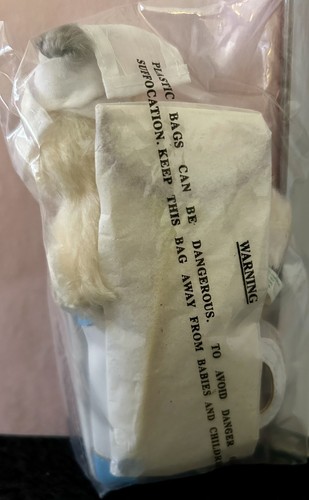 WARNING
PLASTIC BAGS CAN BE DANGEROUS. TO AVOID DANGER
SUFFOCATION. KEEP THIS BAG AWAY FROM BABIES AND CHILDR